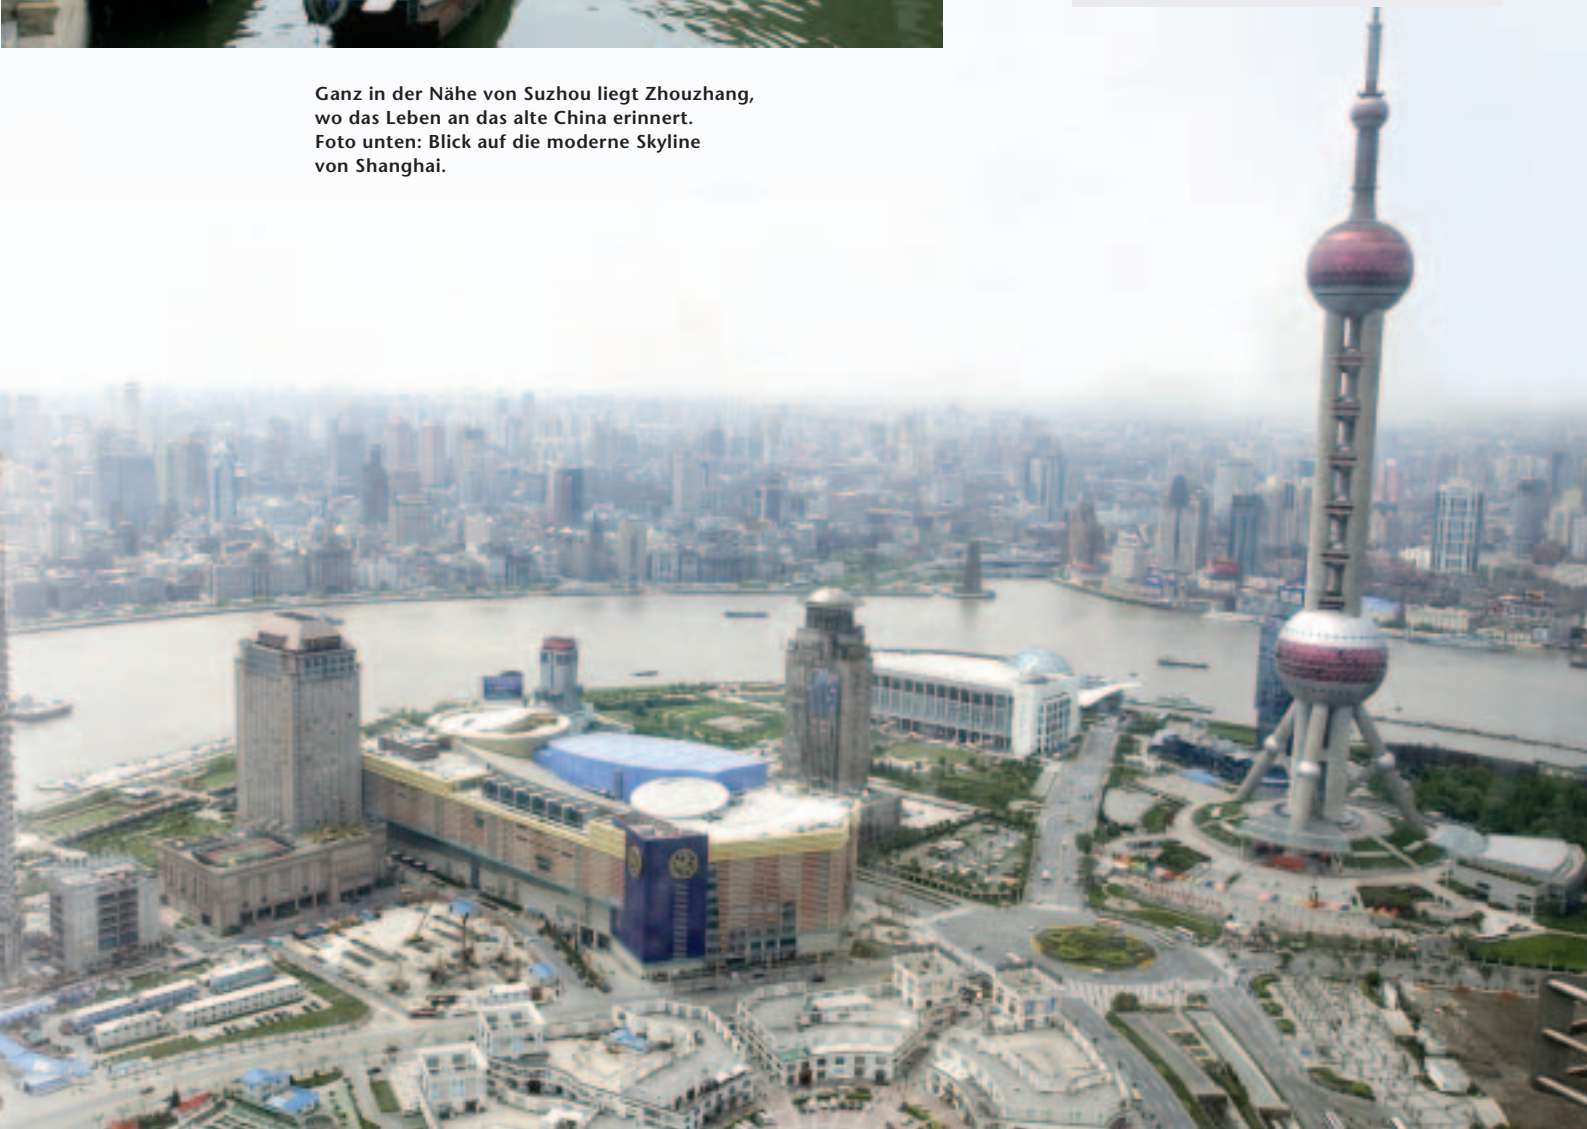 Ganz in der Nähe von Suzhou liegt Zhouzhang,
wo das Leben an das alte China erinnert.
Foto unten: Blick auf die moderne Skyline
von Shanghai.